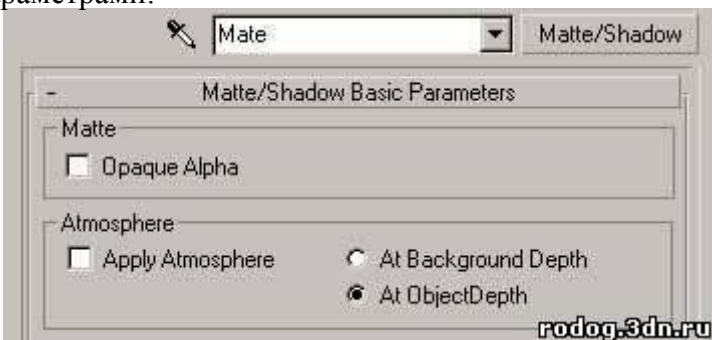 раметрами:
Mate Matte/Shadow
- Matte/Shadow Basic Parameters
Matte
Opaque Alpha
Atmosphere
Apply Atmosphere At Background Depth
At ObjectDepth
rodog.3dn.ru